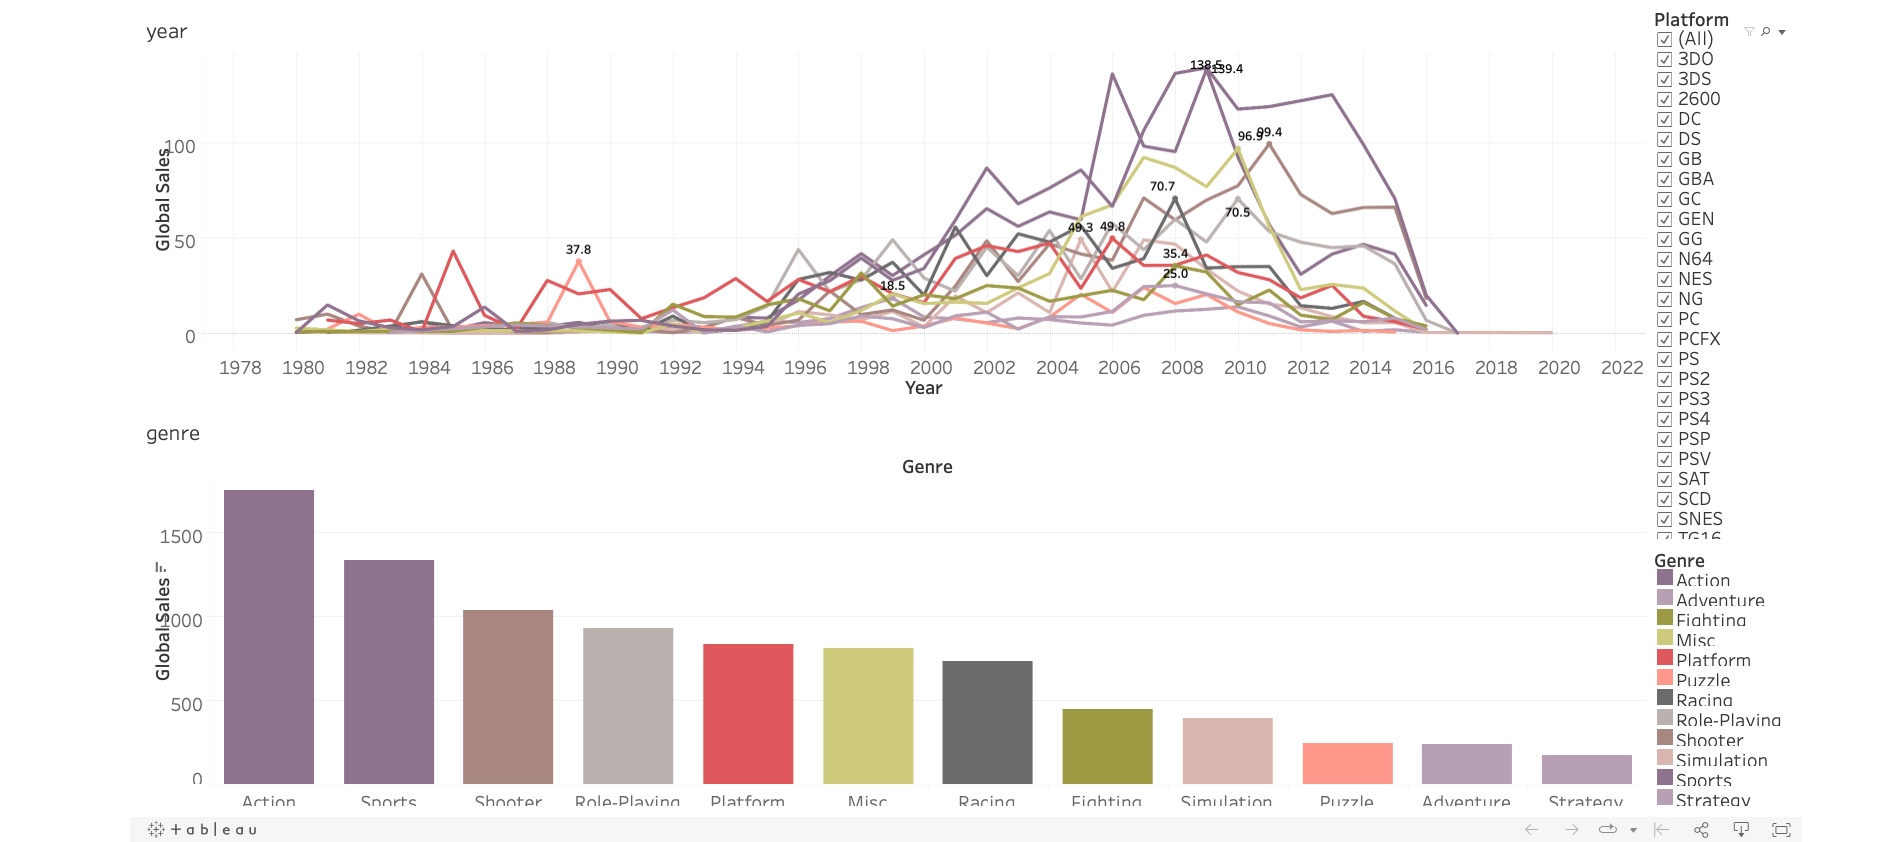 year
Platform
(All)
3DO
3DS
2600
DC
DS
GB
GBA
GC
GEN
GG
N64
NES
NG
PC
PCFX
PS
PS2
PS3
PS4
PSP
PSV
SAT
SCD
SNES
TG16
Global Sales
100
50
0
138.5
139.4
96.9
99.4
70.7
70.5
49.3
49.8
37.8
35.4
25.0
18.5
1978 1980 1982 1984 1986 1988 1990 1992 1994 1996 1998 2000 2002 2004 2006 2008 2010 2012 2014 2016 2018 2020 2022
Year
genre
Genre
Global Sales
1500
1000
500
0
Action Sports Shooter Role-Playing Platform Misc Racing Fighting Simulation Puzzle Adventure Strategy
Genre
Action
Adventure
Fighting
Misc
Platform
Puzzle
Racing
Role-Playing
Shooter
Simulation
Sports
Strategy
+ a b l e a u